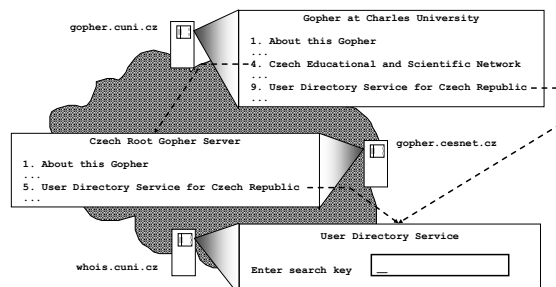 gopher.cuni.cz
Gopher at Charles University
1. About this Gopher
...
4. Czech Educational and Scientific Network
...
9. User Directory Service for Czech Republic
...
Czech Root Gopher Server
1. About this Gopher
...
5. User Directory Service for Czech Republic
...
gopher.cesnet.cz
User Directory Service
Enter search key __
whois.cuni.cz